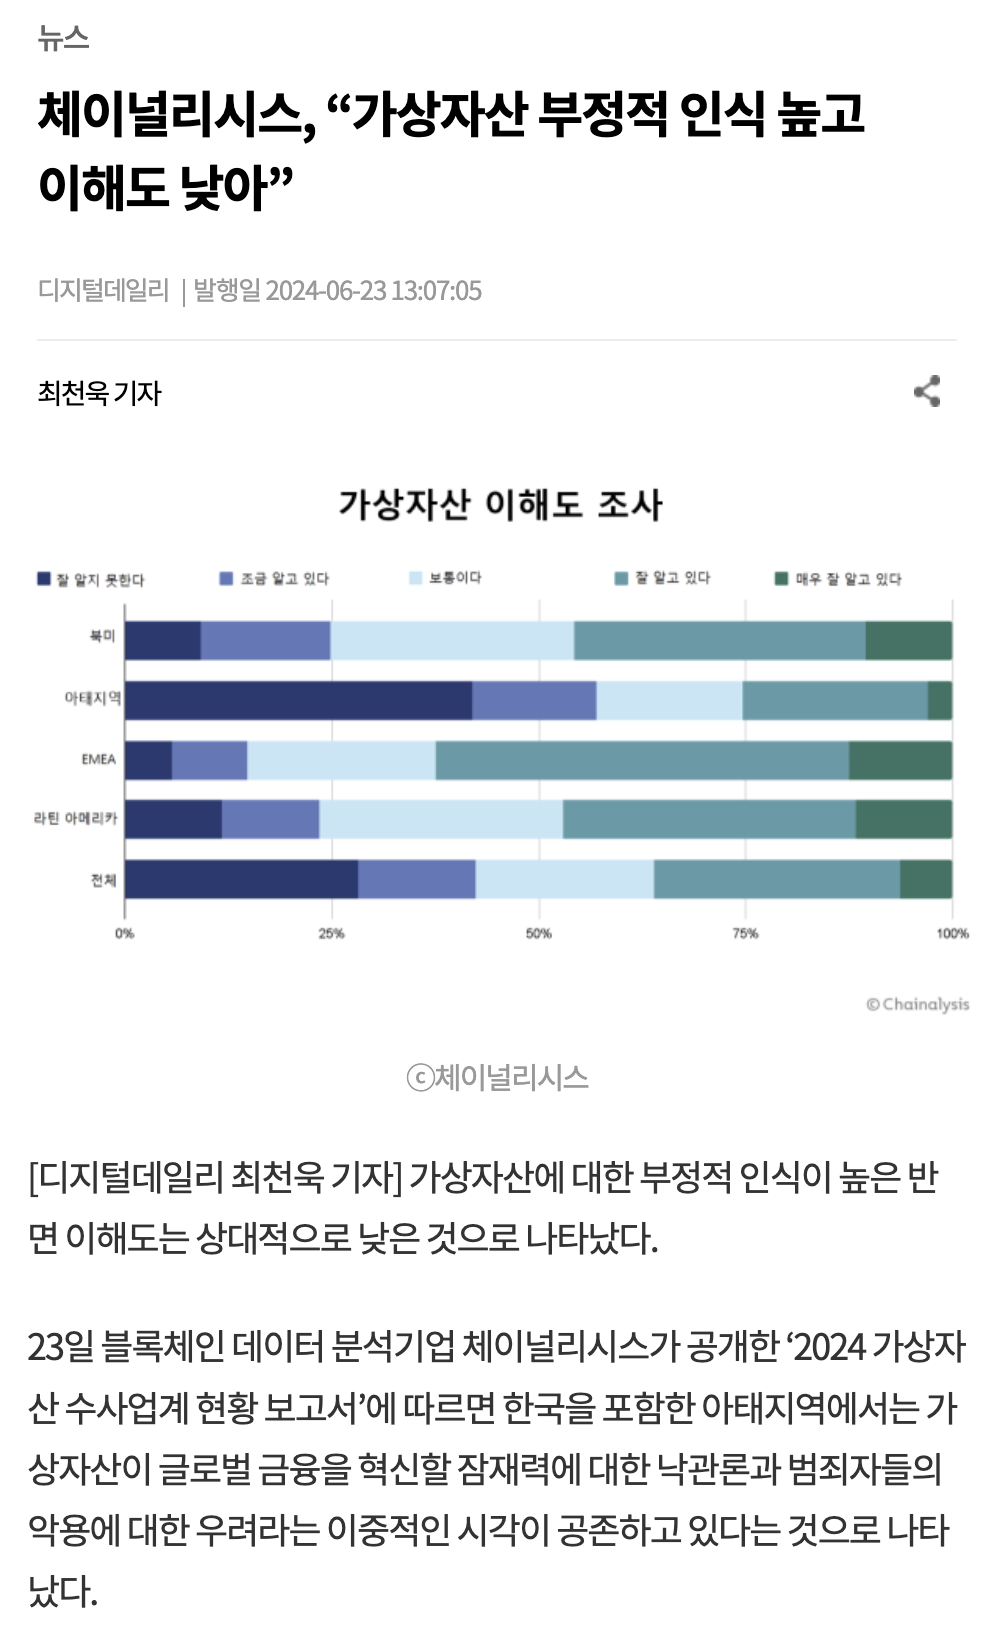 뉴스
체이널리시스, “가상자산 부정적 인식 높고
이해도 낮아”
디지털데일리 | 발행일 2024-06-23 13:07:05
최천욱 기자
가상자산 이해도 조사
잘 알지 못한다 조금 알고 있다 보통이다 잘 알고 있다 매우 잘 알고 있다
북미
아태지역
EMEA
라틴 아메리카
전체
0% 25% 50% 75% 100%
© Chainalysis
ⓒ체이널리시스
[디지털데일리 최천욱 기자] 가상자산에 대한 부정적 인식이 높은 반
면 이해도는 상대적으로 낮은 것으로 나타났다.
23일 블록체인 데이터 분석기업 체이널리시스가 공개한 ‘2024 가상자
산 수사업계 현황 보고서’에 따르면 한국을 포함한 아태지역에서는 가
상자산이 글로벌 금융을 혁신할 잠재력에 대한 낙관론과 범죄자들의
악용에 대한 우려라는 이중적인 시각이 공존하고 있다는 것으로 나타
났다.